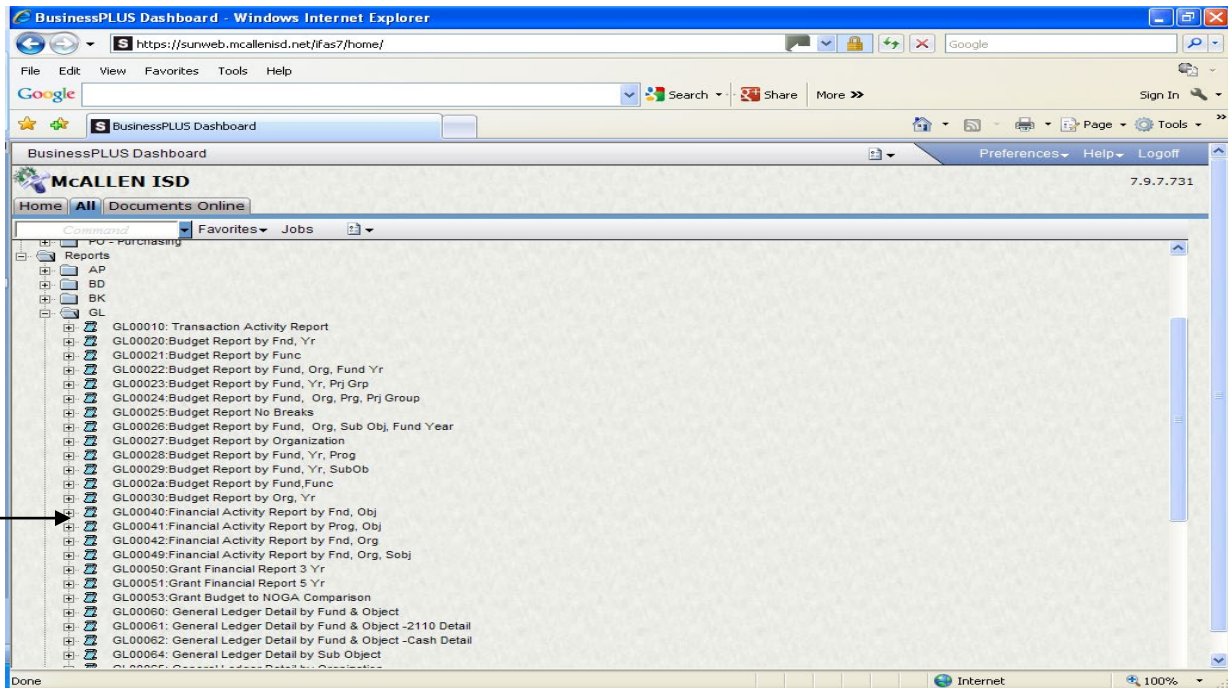 BusinessPLUS Dashboard - Windows Internet Explorer
S https://sunweb.mcallenisd.net/ifas7/home/ Google
File Edit View Favorites Tools Help
Google Search Share More >> Sign In
S BusinessPLUS Dashboard Page Tools >>
BusinessPLUS Dashboard Preferences Help Logoff
McALLEN ISD 7.9.7.731
Home All Documents Online
Command Favorites Jobs
PO - Purchasing
Reports
AP
BD
BK
GL
GL00010: Transaction Activity Report
GL00020:Budget Report by Fnd, Yr
GL00021:Budget Report by Func
GL00022:Budget Report by Fund, Org, Fund Yr
GL00023:Budget Report by Fund, Yr, Prj Grp
GL00024:Budget Report by Fund, Org, Prg, Prj Group
GL00025:Budget Report No Breaks
GL00026:Budget Report by Fund, Org, Sub Obj, Fund Year
GL00027:Budget Report by Organization
GL00028:Budget Report by Fund, Yr, Prog
GL00029:Budget Report by Fund, Yr, SubOb
GL0002a:Budget Report by Fund,Func
GL00030:Budget Report by Org, Yr
GL00040:Financial Activity Report by Fnd, Obj
GL00041:Financial Activity Report by Prog, Obj
GL00042:Financial Activity Report by Fnd, Org
GL00049:Financial Activity Report by Fnd, Org, Sobj
GL00050:Grant Financial Report 3 Yr
GL00051:Grant Financial Report 5 Yr
GL00053:Grant Budget to NOGA Comparison
GL00060: General Ledger Detail by Fund & Object
GL00061: General Ledger Detail by Fund & Object -2110 Detail
GL00062: General Ledger Detail by Fund & Object -Cash Detail
GL00064: General Ledger Detail by Sub Object
Done Internet 100%